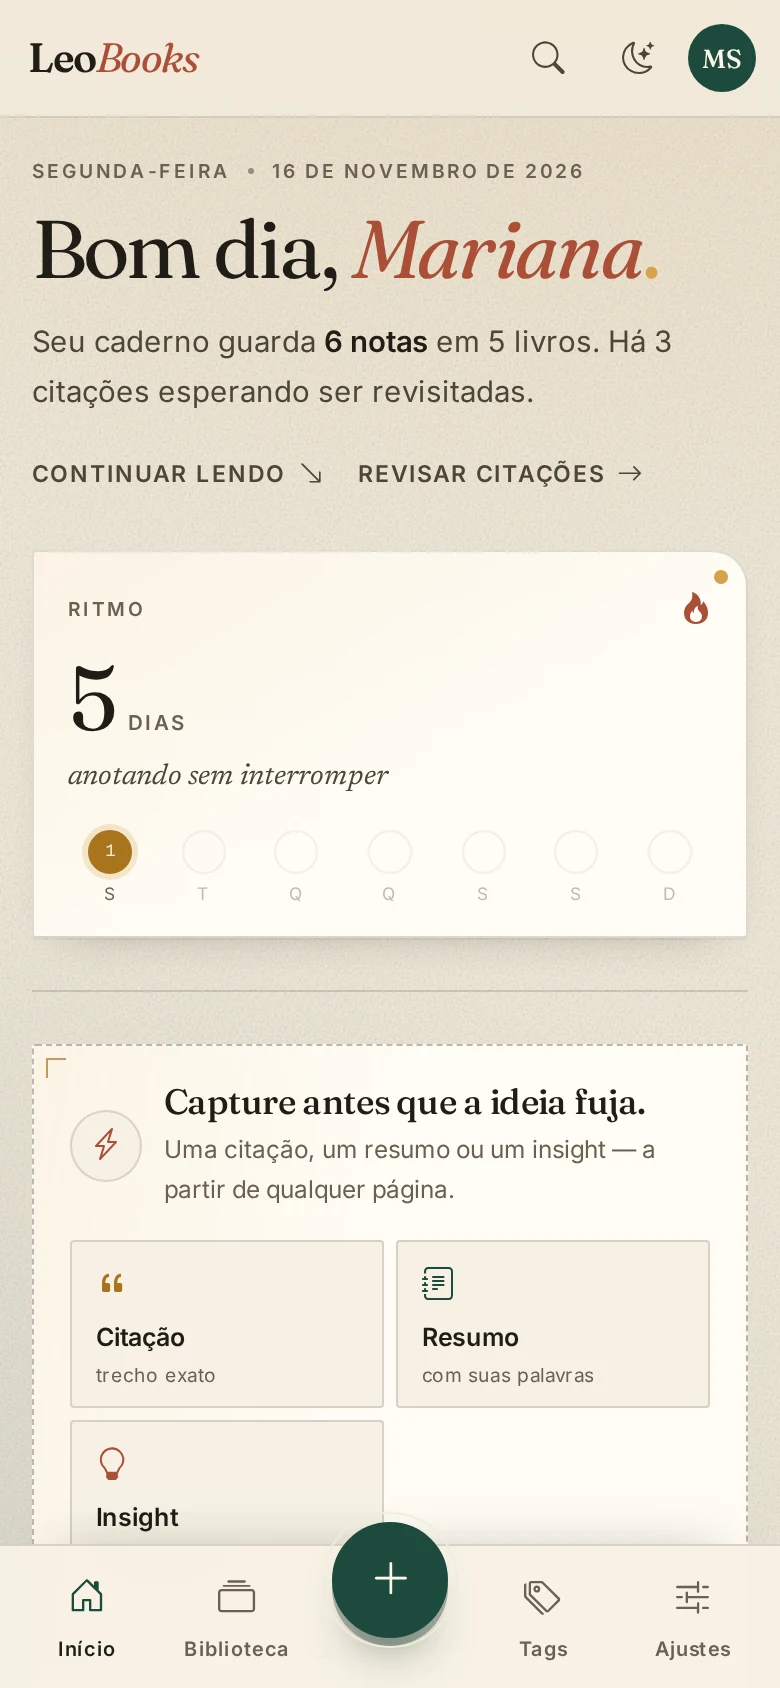 LeoBooks
MS
SEGUNDA-FEIRA • 16 DE NOVEMBRO DE 2026
Bom dia, Mariana.
Seu caderno guarda 6 notas em 5 livros. Há 3
citações esperando ser revisitadas.
CONTINUAR LENDO ↘ REVISAR CITAÇÕES →
RITMO
5 DIAS
anotando sem interromper
1
S T Q Q S S D
Capture antes que a ideia fuja.
Uma citação, um resumo ou um insight — a
partir de qualquer página.
Citação
trecho exato
Resumo
com suas palavras
Insight
Início Biblioteca Tags Ajustes